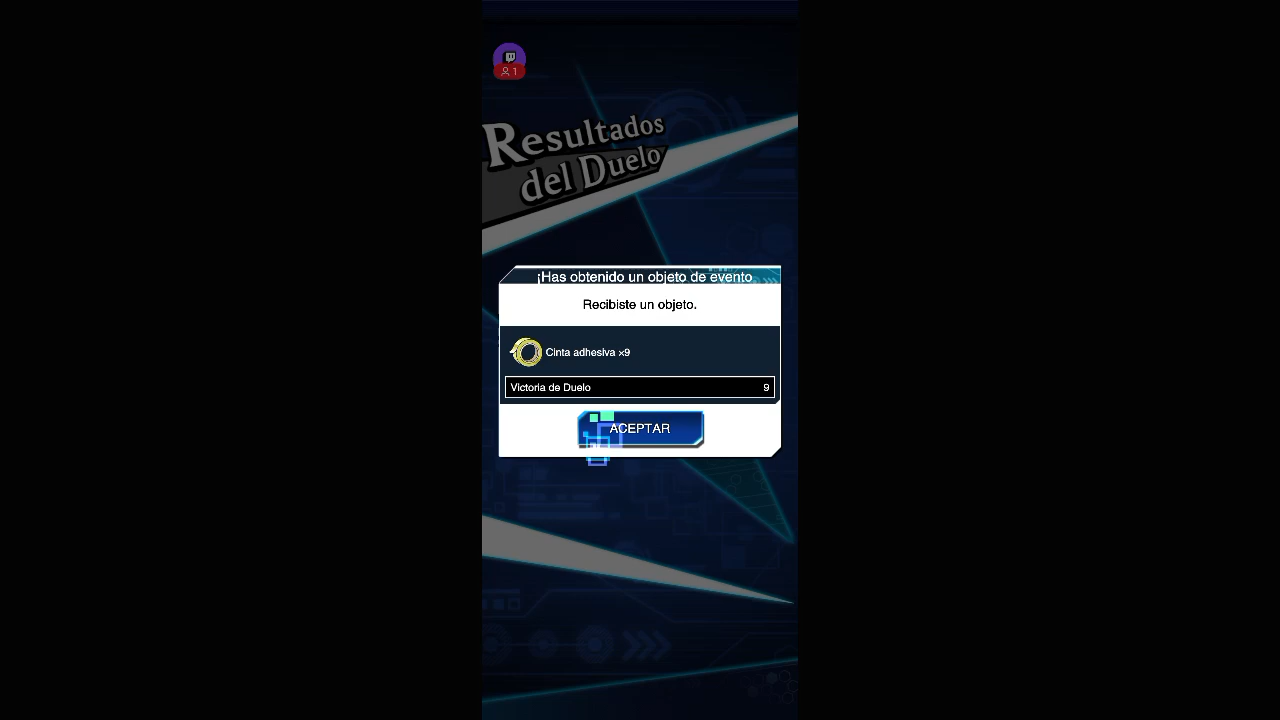 1
Resultados
del Duelo
¡Has obtenido un objeto de evento
Recibiste un objeto.
Cinta adhesiva x9
Victoria de Duelo 9
ACEPTAR